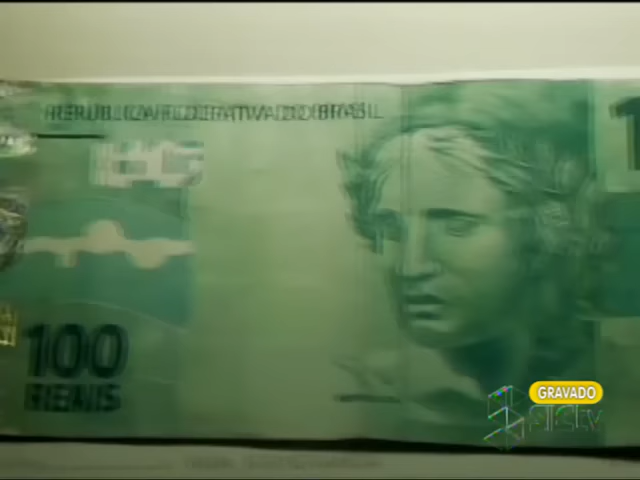 REPUBLICA FEDERATIVA DO BRASIL
100
REAIS
GRAVADO